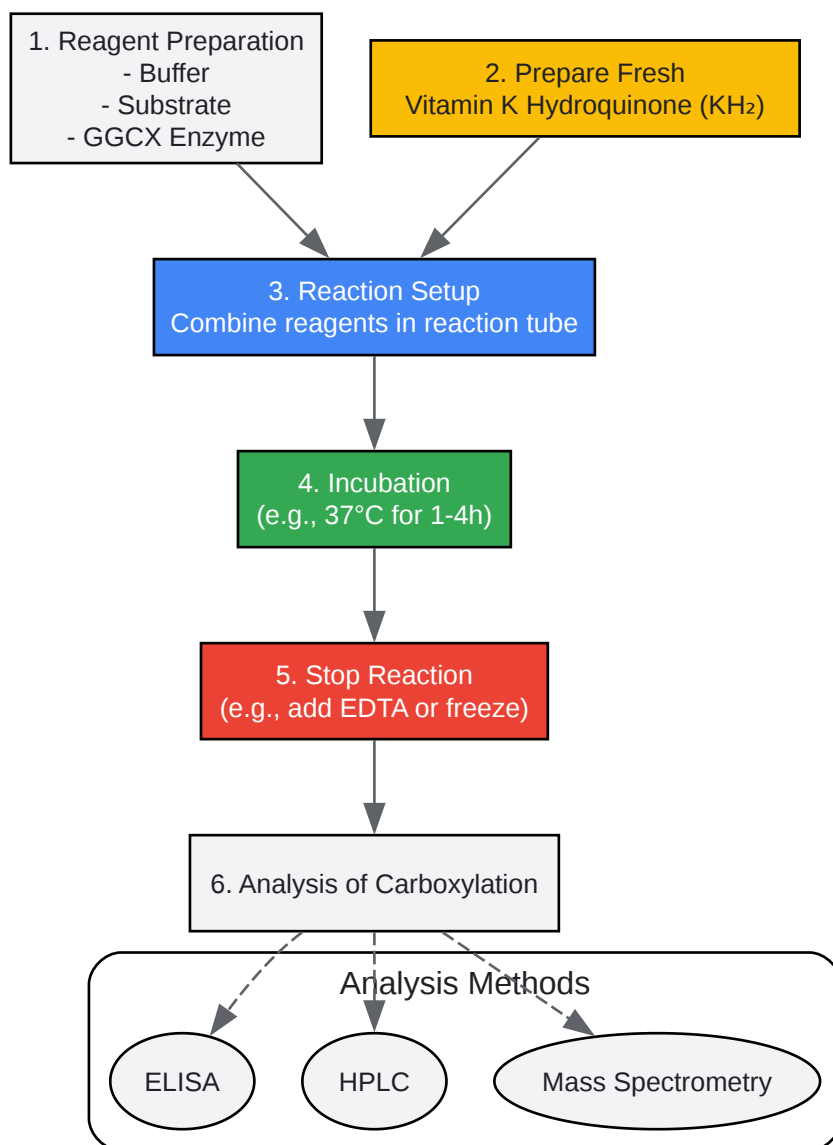 1. Reagent Preparation
- Buffer
- Substrate
- GGCX Enzyme
2. Prepare Fresh
Vitamin K Hydroquinone (KH₂)
3. Reaction Setup
Combine reagents in reaction tube
4. Incubation
(e.g., 37°C for 1-4h)
5. Stop Reaction
(e.g., add EDTA or freeze)
6. Analysis of Carboxylation
Analysis Methods
ELISA
HPLC
Mass Spectrometry